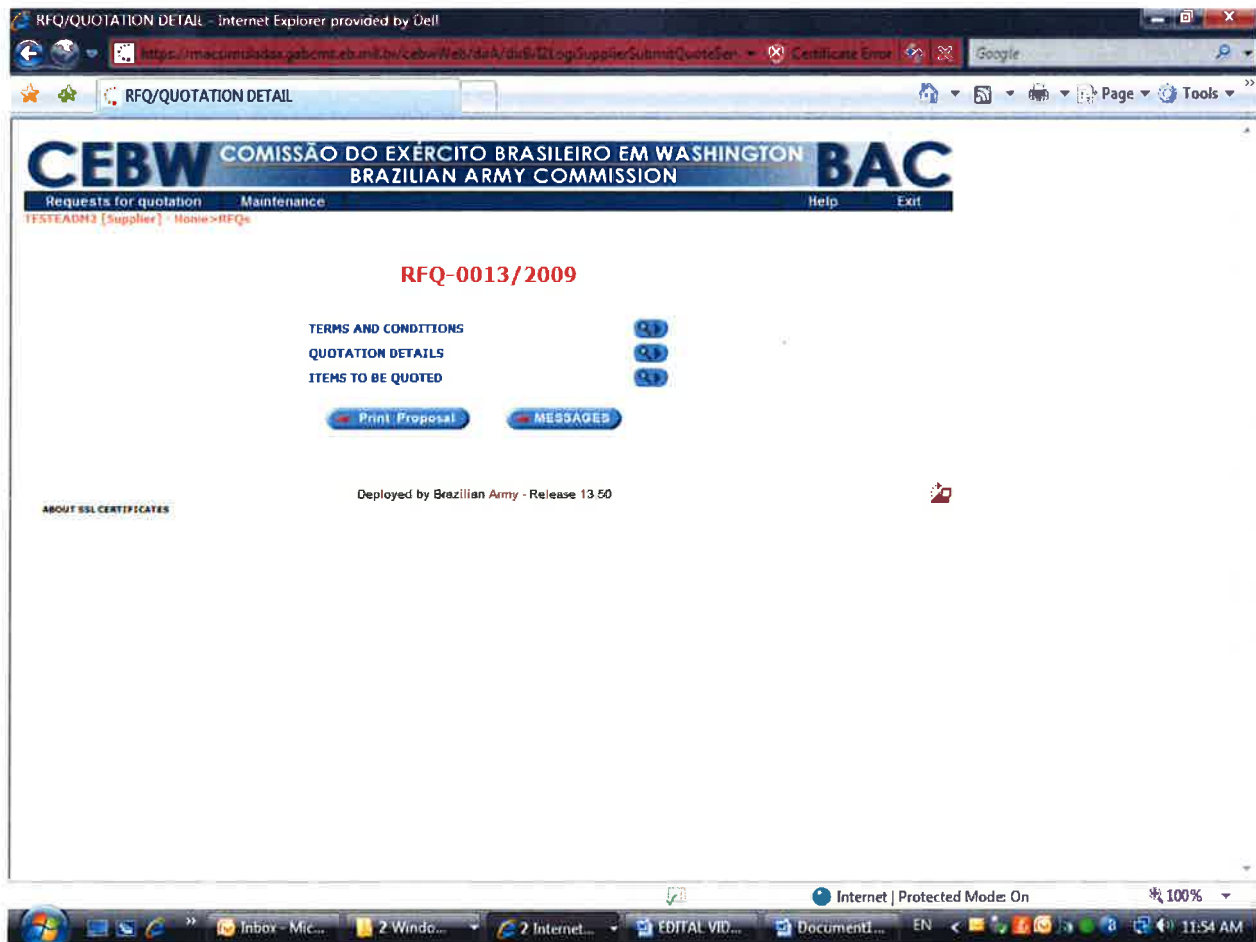 RFQ/QUOTATION DETAIL - Internet Explorer provided by Dell
Certificate Error
Google
RFQ/QUOTATION DETAIL
Page
Tools
CEBW COMISSÃO DO EXÉRCITO BRASILEIRO EM WASHINGTON BAC
BRAZILIAN ARMY COMMISSION
Requests for quotation Maintenance Help Exit
TESTEADM2 [Supplier] - Home>RFQs
RFQ-0013/2009
TERMS AND CONDITIONS
QUOTATION DETAILS
ITEMS TO BE QUOTED
Print Proposal MESSAGES
Deployed by Brazilian Army - Release 13.50
ABOUT SSL CERTIFICATES
Internet | Protected Mode: On 100%
Inbox - Mic... 2 Windo... 2 Internet... EDITAL VID... Document1... EN 11:54 AM